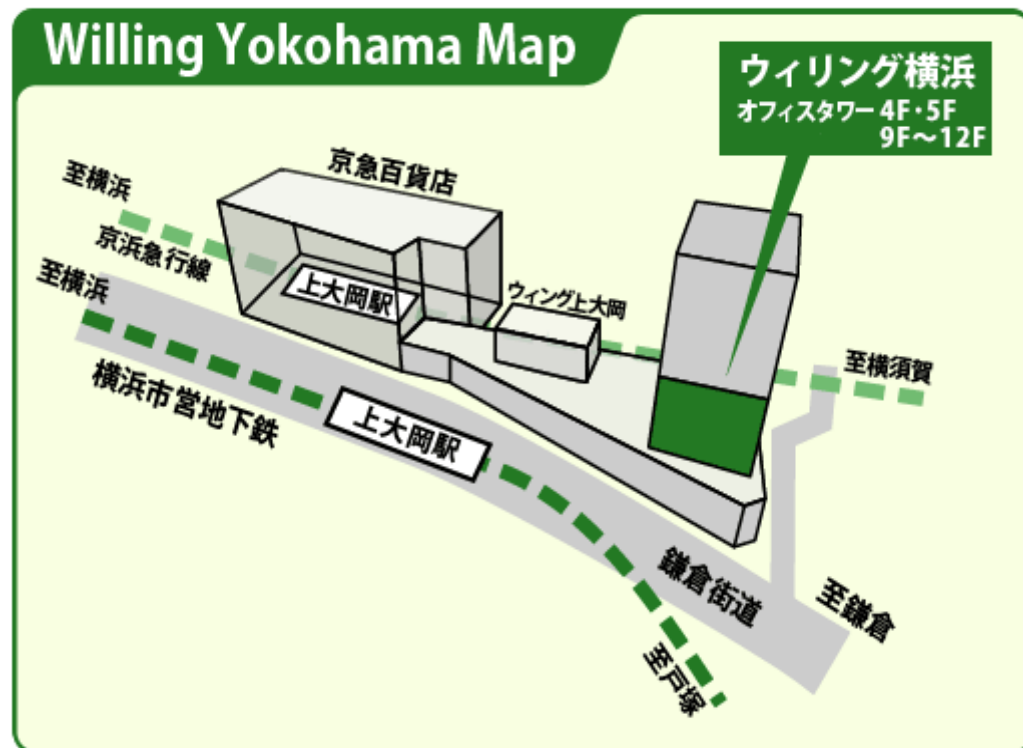 Willing Yokohama Map
ウィリング横浜
オフィスタワー 4F・5F
9F～12F
京急百貨店
至横浜
京浜急行線
至横浜
上大岡駅
ウィング上大岡
至横須賀
横浜市営地下鉄
上大岡駅
鎌倉街道
至鎌倉
至戸塚